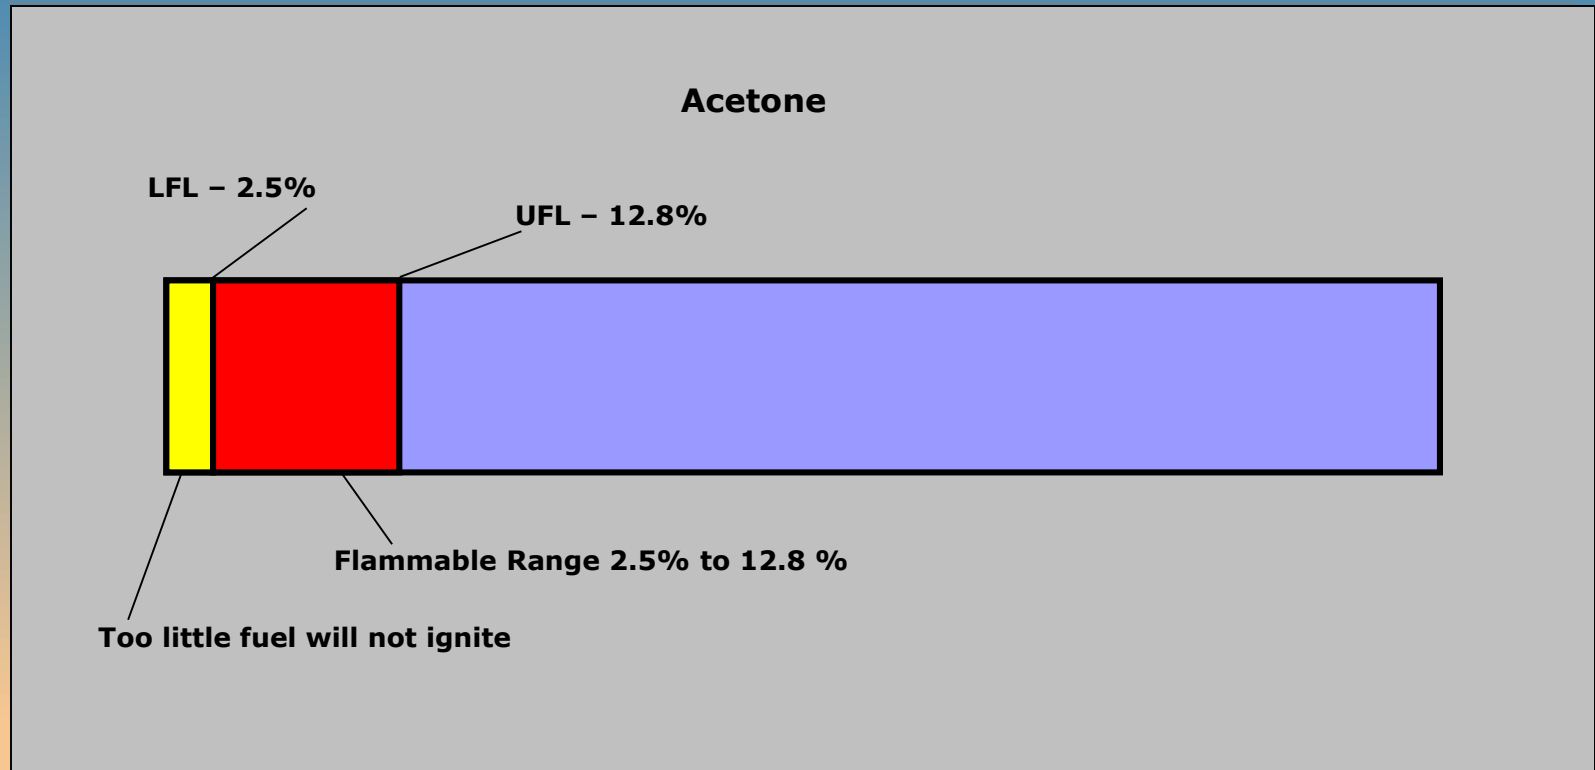 Acetone
LFL – 2.5%
UFL – 12.8%
Flammable Range 2.5% to 12.8 %
Too little fuel will not ignite